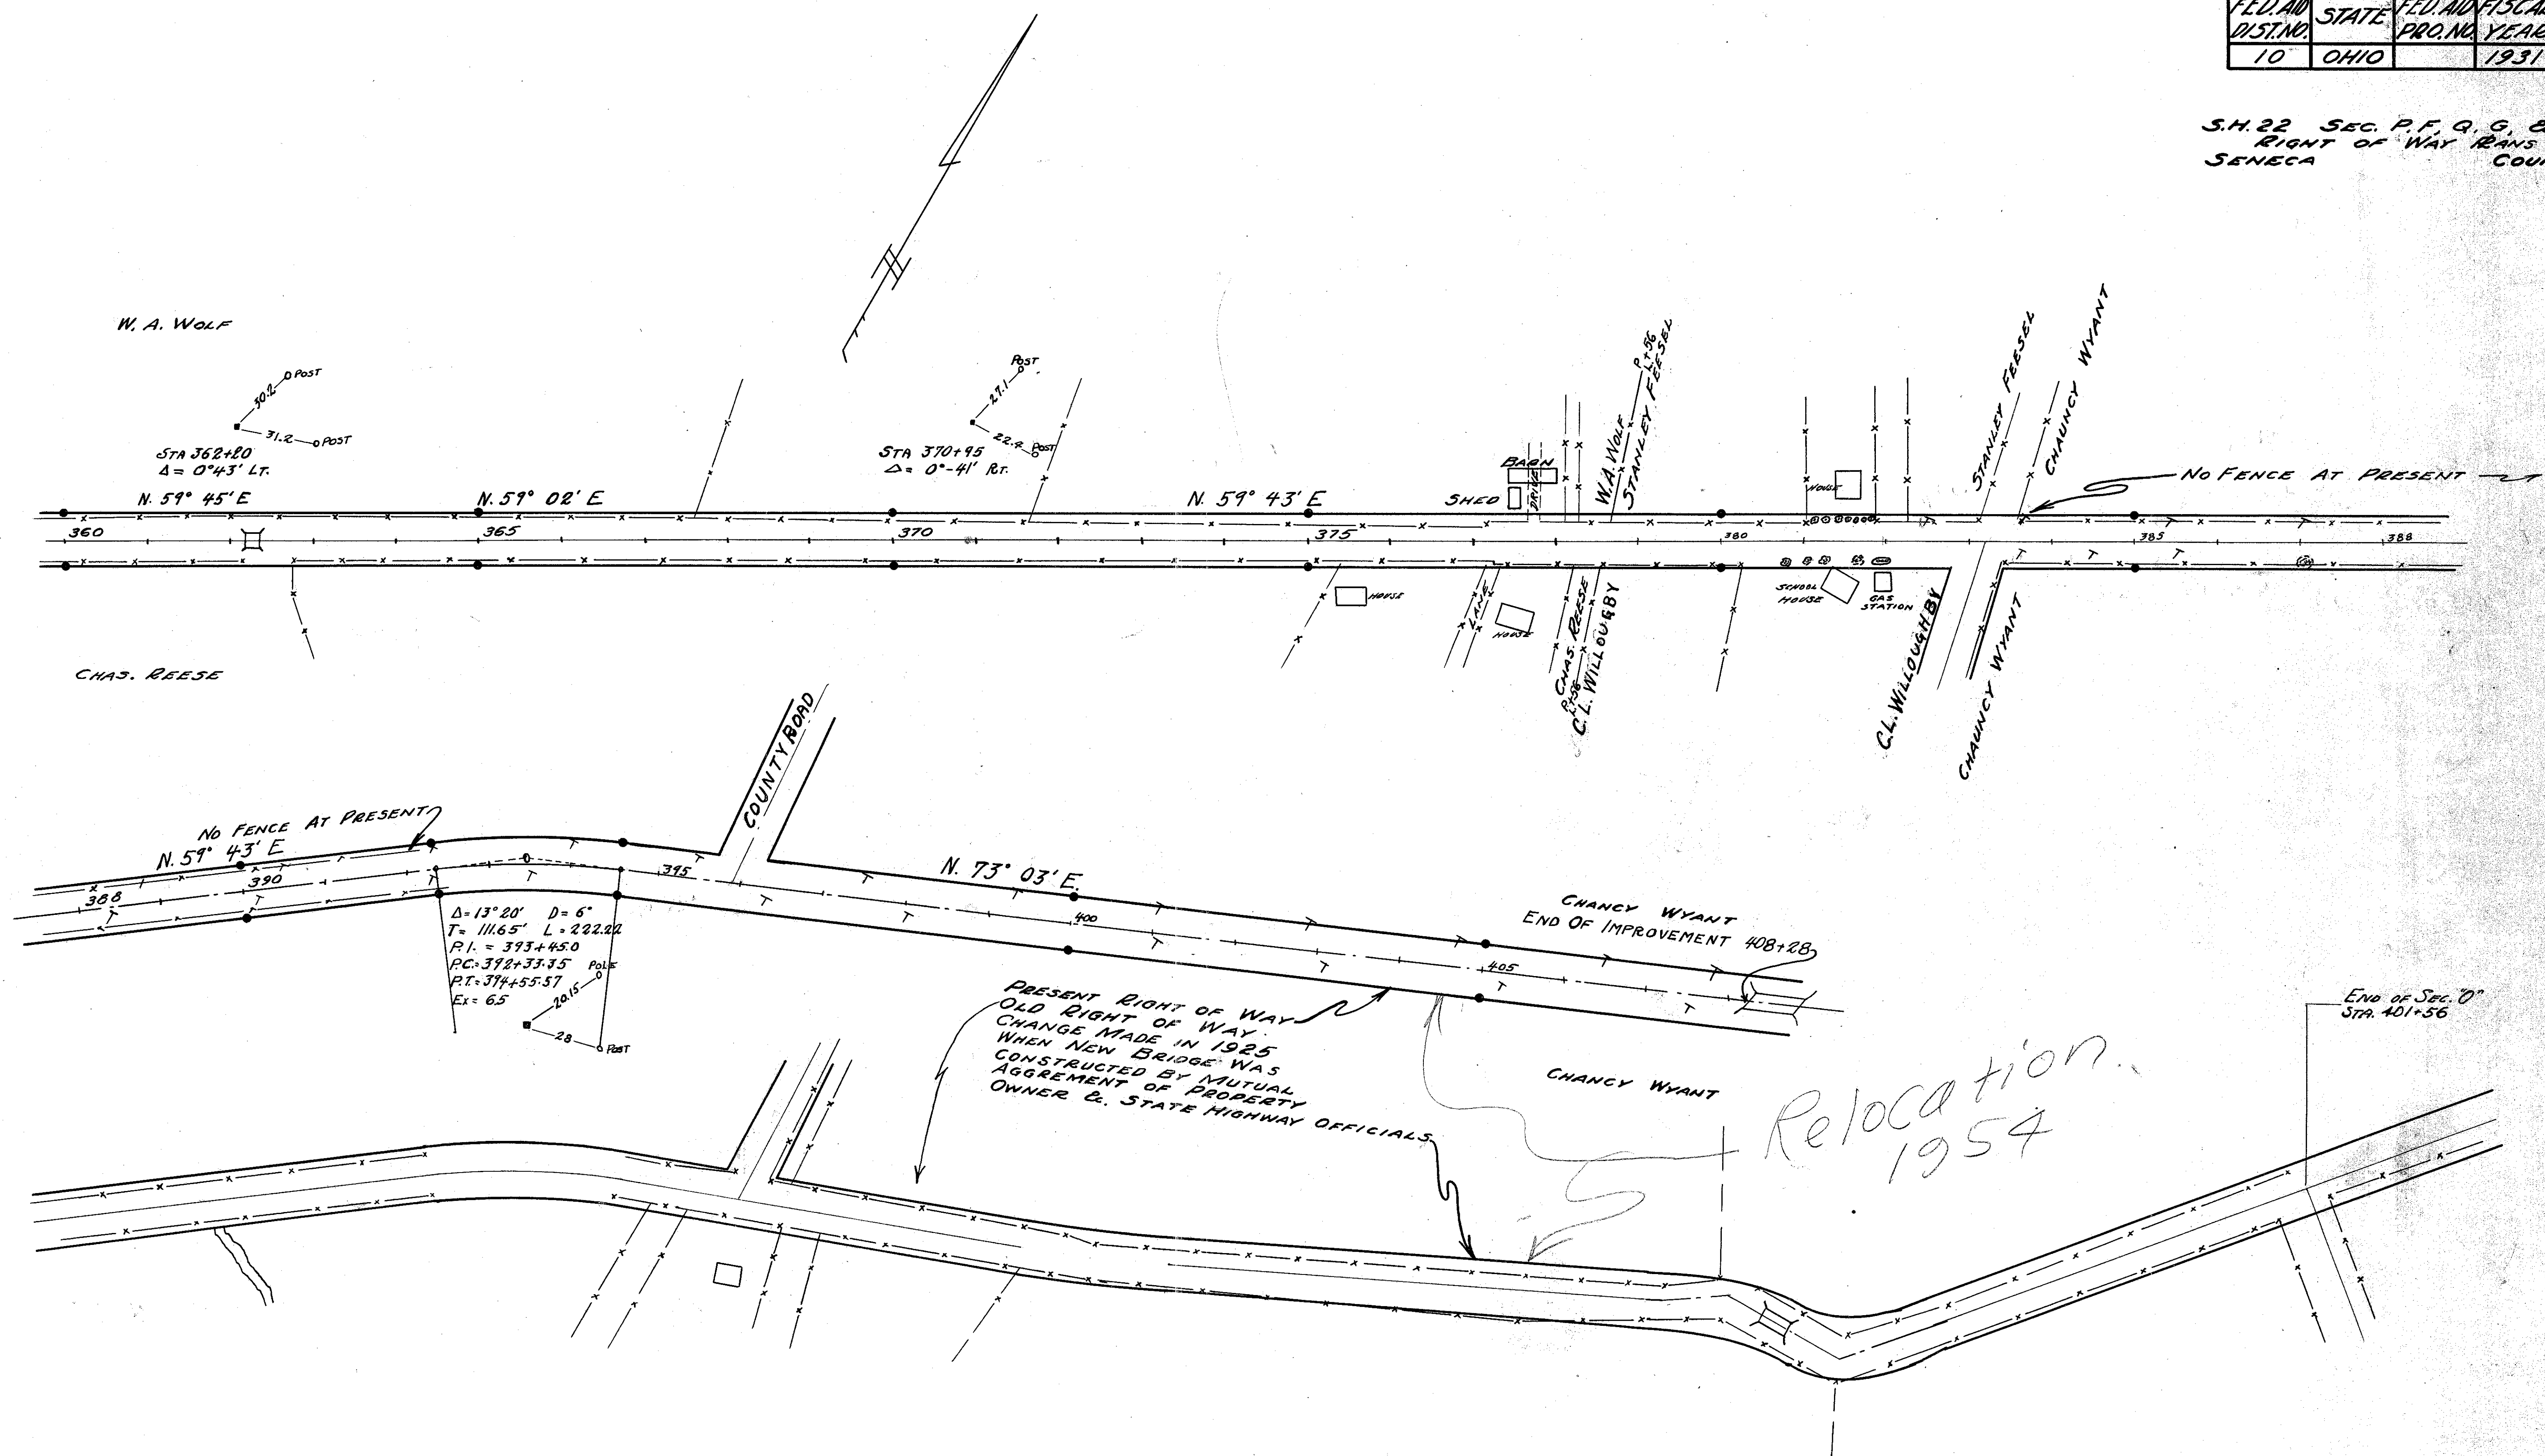 FED. AID DIST. NO. STATE FED. AID PRO. NO. FISCAL YEAR
10 OHIO 1931
S.H. 22 SEC. P, F, Q, G, &
RIGHT OF WAY PLANS
SENECA COUN
W. A. WOLF
30.2
POST
31.2
POST
STA 362+20
Δ = 0°43' LT.
N. 59° 45' E
N. 59° 02' E
POST
27.1
22.9
POST
STA 370+95
Δ = 0°-41' RT.
N. 59° 43' E
SHED
BARN
DRIVE
W.A. WOLF
P.L. +56
STANLEY FEESEL
HOUSE
STANLEY FEESEL
CHAUNCY WYANT
NO FENCE AT PRESENT
360
365
370
375
380
385
388
HOUSE
LANE
HOUSE
CHAS. REESE
P.L. +56
C.L. WILLOUGBY
SCHOOL
HOUSE
GAS
STATION
C.L. WILLOUGHBY
CHAUNCY WYANT
CHAS. REESE
COUNTY ROAD
NO FENCE AT PRESENT
N. 59° 43' E
388
390
395
N. 73° 03' E.
400
405
CHANCY WYANT
END OF IMPROVEMENT 408+28
Δ = 13° 20' D = 6°
T = 111.65' L = 222.22
P.I. = 393+45.0
P.C. = 392+33.35
P.T. = 394+55.57
Ex = 6.5
POLE
20.15
28
POST
PRESENT RIGHT OF WAY
OLD RIGHT OF WAY.
CHANGE MADE IN 1925
WHEN NEW BRIDGE WAS
CONSTRUCTED BY MUTUAL
AGGREMENT OF PROPERTY
OWNER &. STATE HIGHWAY OFFICIALS
CHANCY WYANT
Relocation.
1954
END OF SEC. "O"
STA. 401+56